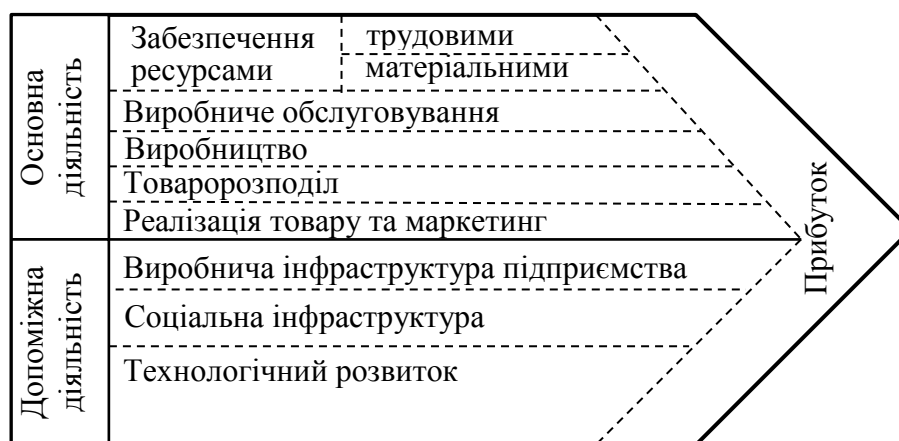 Основна
діяльність
Забезпечення
ресурсами
трудовими
матеріальними
Виробниче обслуговування
Виробництво
Товаророзподіл
Реалізація товару та маркетинг
Допоміжна
діяльність
Виробнича інфраструктура підприємства
Соціальна інфраструктура
Технологічний розвиток
Прибуток